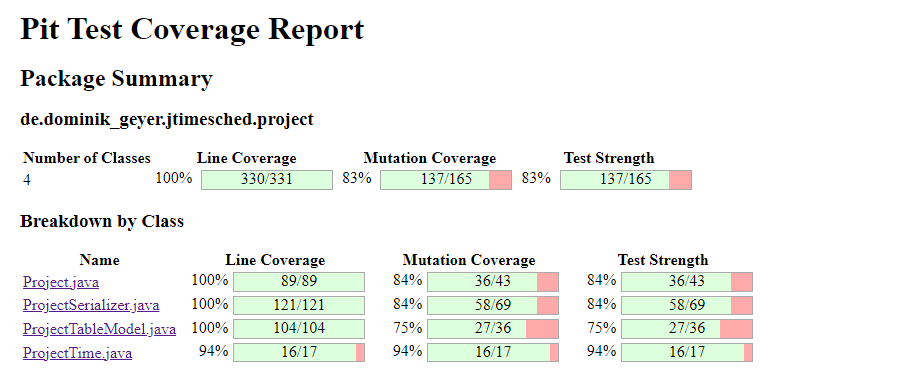 Pit Test Coverage Report
Package Summary
de.dominik_geyer.jtimesched.project
Number of Classes Line Coverage Mutation Coverage Test Strength
4 100% 330/331 83% 137/165 83% 137/165
Breakdown by Class
Name Line Coverage Mutation Coverage Test Strength
Project.java 100% 89/89 84% 36/43 84% 36/43
ProjectSerializer.java 100% 121/121 84% 58/69 84% 58/69
ProjectTableModel.java 100% 104/104 75% 27/36 75% 27/36
ProjectTime.java 94% 16/17 94% 16/17 94% 16/17